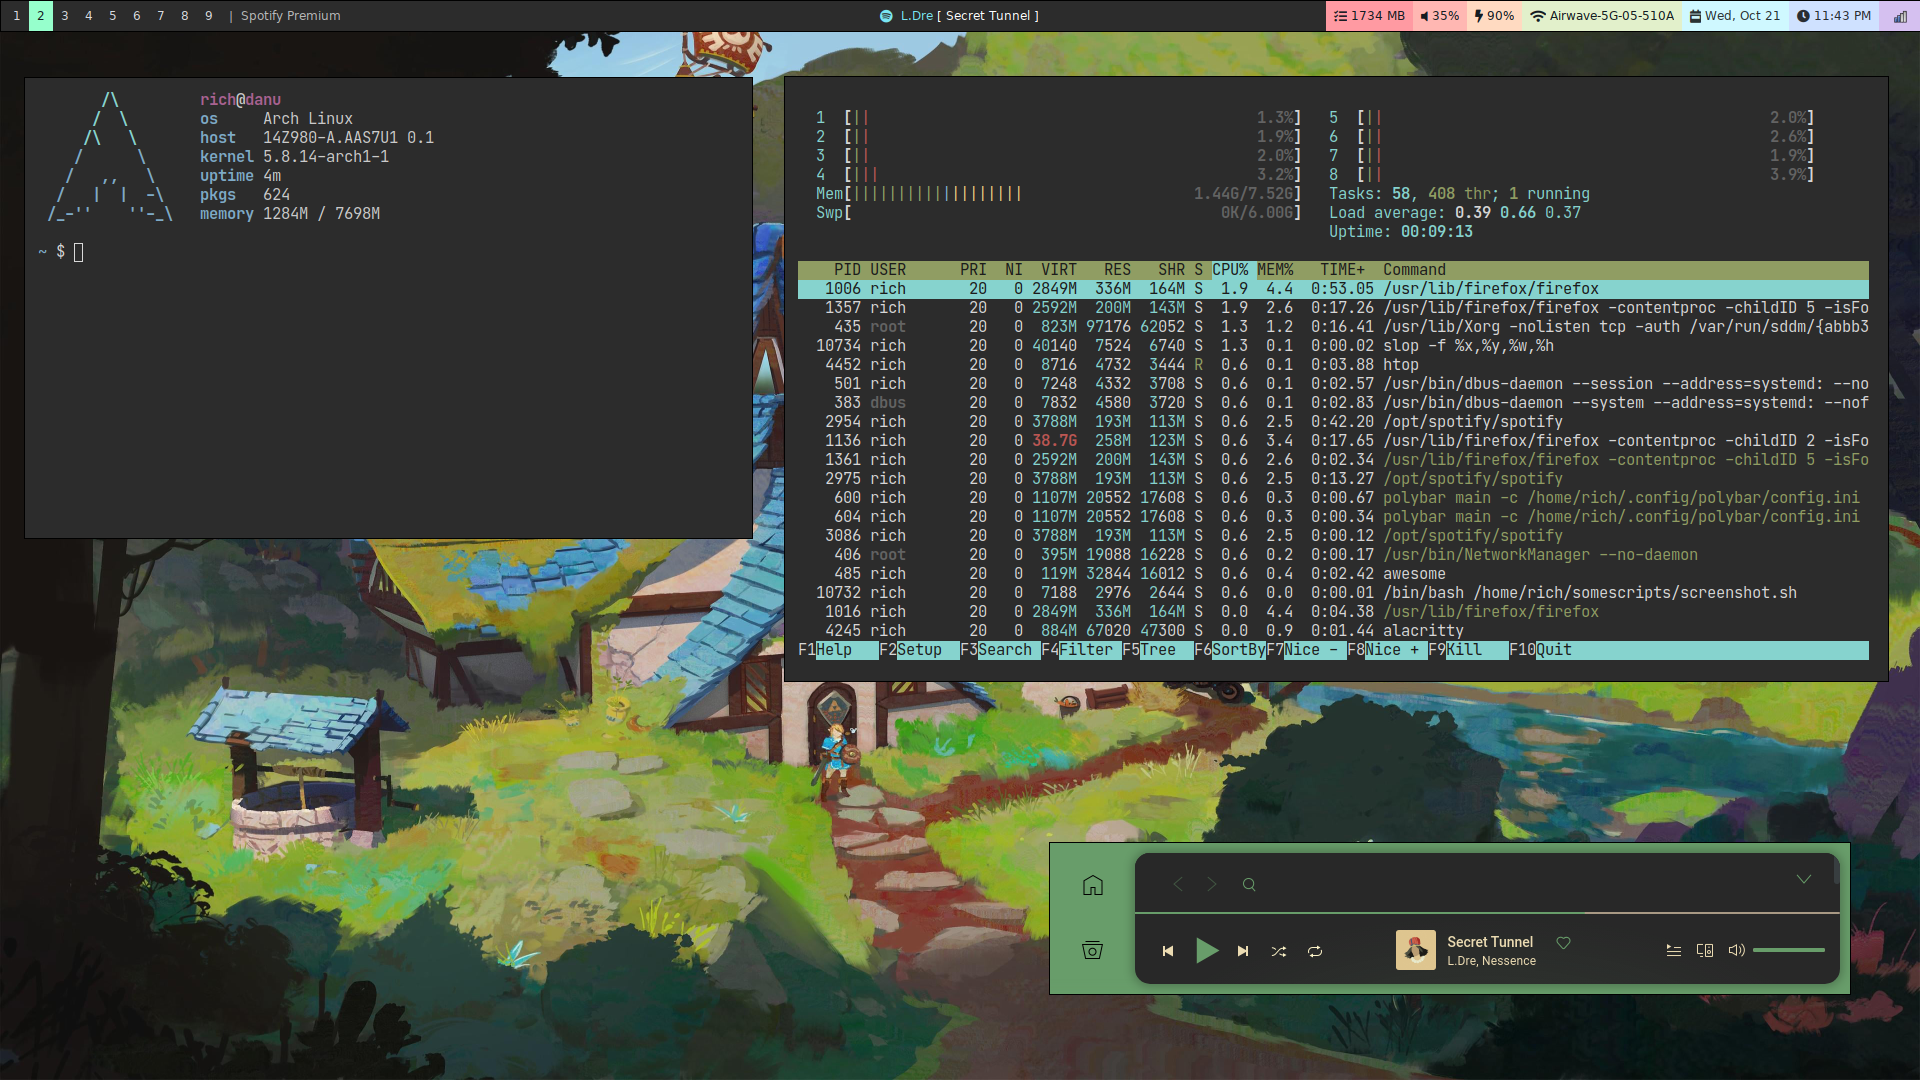 1 2 3 4 5 6 7 8 9 | Spotify Premium
L.Dre [ Secret Tunnel ]
1734 MB 35% 90% Airwave-5G-05-510A Wed, Oct 21 11:43 PM
rich@danu
os Arch Linux
host 14Z980-A.AAS7U1 0.1
kernel 5.8.14-arch1-1
uptime 4m
pkgs 624
memory 1284M / 7698M
~ $
1 [|| 1.3%] 5 [|| 2.0%]
2 [|| 1.9%] 6 [|| 2.6%]
3 [|| 2.0%] 7 [|| 1.9%]
4 [||| 3.2%] 8 [|| 3.9%]
Mem[||||||||||||||||||| 1.44G/7.52G] Tasks: 58, 408 thr; 1 running
Swp[ 0K/6.00G] Load average: 0.39 0.66 0.37
Uptime: 00:09:13
PID USER PRI NI VIRT RES SHR S CPU% MEM% TIME+ Command
1006 rich 20 0 2849M 336M 164M S 1.9 4.4 0:53.05 /usr/lib/firefox/firefox
1357 rich 20 0 2592M 200M 143M S 1.9 2.6 0:17.26 /usr/lib/firefox/firefox -contentproc -childID 5 -isFo
435 root 20 0 823M 97176 62052 S 1.3 1.2 0:16.41 /usr/lib/Xorg -nolisten tcp -auth /var/run/sddm/{abbb3
10734 rich 20 0 40140 7524 6740 S 1.3 0.1 0:00.02 slop -f %x,%y,%w,%h
4452 rich 20 0 8716 4732 3444 R 0.6 0.1 0:03.88 htop
501 rich 20 0 7248 4332 3708 S 0.6 0.1 0:02.57 /usr/bin/dbus-daemon --session --address=systemd: --no
383 dbus 20 0 7832 4580 3720 S 0.6 0.1 0:02.83 /usr/bin/dbus-daemon --system --address=systemd: --nof
2954 rich 20 0 3788M 193M 113M S 0.6 2.5 0:42.20 /opt/spotify/spotify
1136 rich 20 0 38.7G 258M 123M S 0.6 3.4 0:17.65 /usr/lib/firefox/firefox -contentproc -childID 2 -isFo
1361 rich 20 0 2592M 200M 143M S 0.6 2.6 0:02.34 /usr/lib/firefox/firefox -contentproc -childID 5 -isFo
2975 rich 20 0 3788M 193M 113M S 0.6 2.5 0:13.27 /opt/spotify/spotify
600 rich 20 0 1107M 20552 17608 S 0.6 0.3 0:00.67 polybar main -c /home/rich/.config/polybar/config.ini
604 rich 20 0 1107M 20552 17608 S 0.6 0.3 0:00.34 polybar main -c /home/rich/.config/polybar/config.ini
3086 rich 20 0 3788M 193M 113M S 0.6 2.5 0:00.12 /opt/spotify/spotify
406 root 20 0 395M 19088 16228 S 0.6 0.2 0:00.17 /usr/bin/NetworkManager --no-daemon
485 rich 20 0 119M 32844 16012 S 0.6 0.4 0:02.42 awesome
10732 rich 20 0 7188 2976 2644 S 0.6 0.0 0:00.01 /bin/bash /home/rich/somescripts/screenshot.sh
1016 rich 20 0 2849M 336M 164M S 0.0 4.4 0:04.38 /usr/lib/firefox/firefox
4245 rich 20 0 884M 67020 47300 S 0.0 0.9 0:01.44 alacritty
F1Help F2Setup F3Search F4Filter F5Tree F6SortByF7Nice - F8Nice + F9Kill F10Quit
Secret Tunnel
L.Dre, Nessence